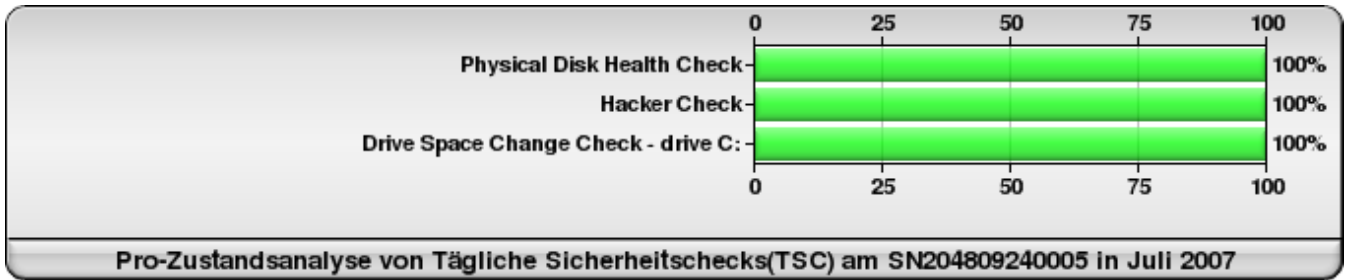 0 25 50 75 100
Physical Disk Health Check 100%
Hacker Check 100%
Drive Space Change Check - drive C: 100%
0 25 50 75 100
Pro-Zustandsanalyse von Tägliche Sicherheitschecks(TSC) am SN204809240005 in Juli 2007